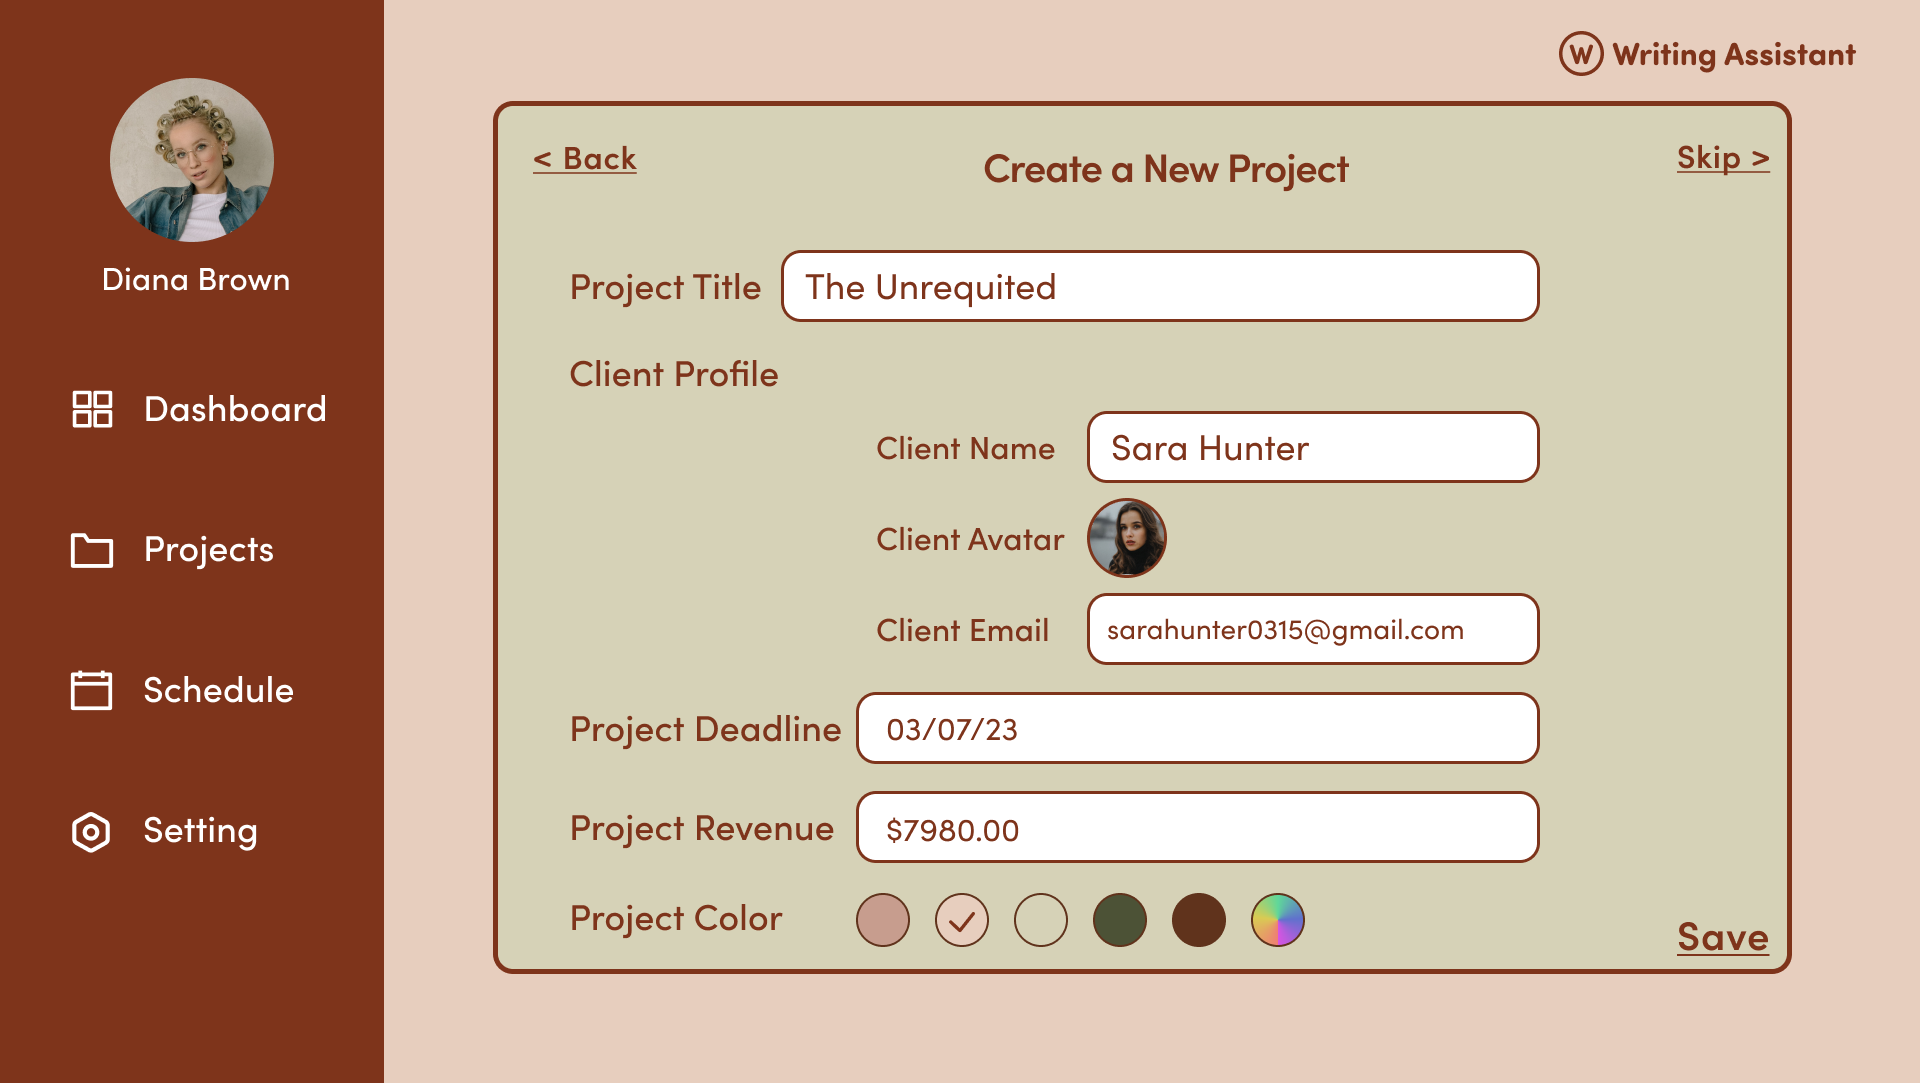 Diana Brown
Dashboard
Projects
Schedule
Setting
W Writing Assistant
< Back
Create a New Project
Skip >
Project Title
The Unrequited
Client Profile
Client Name
Sara Hunter
Client Avatar
Client Email
sarahunter0315@gmail.com
Project Deadline
03/07/23
Project Revenue
$7980.00
Project Color
Save